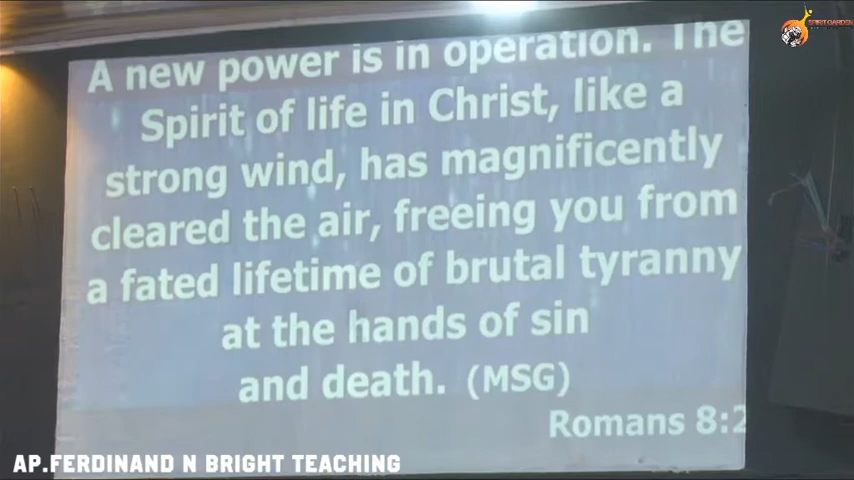 SPIRIT GARDEN
A new power is in operation. The
Spirit of life in Christ, like a
strong wind, has magnificently
cleared the air, freeing you from
a fated lifetime of brutal tyranny
at the hands of sin
and death. (MSG)
Romans 8:2
AP.FERDINAND N BRIGHT TEACHING